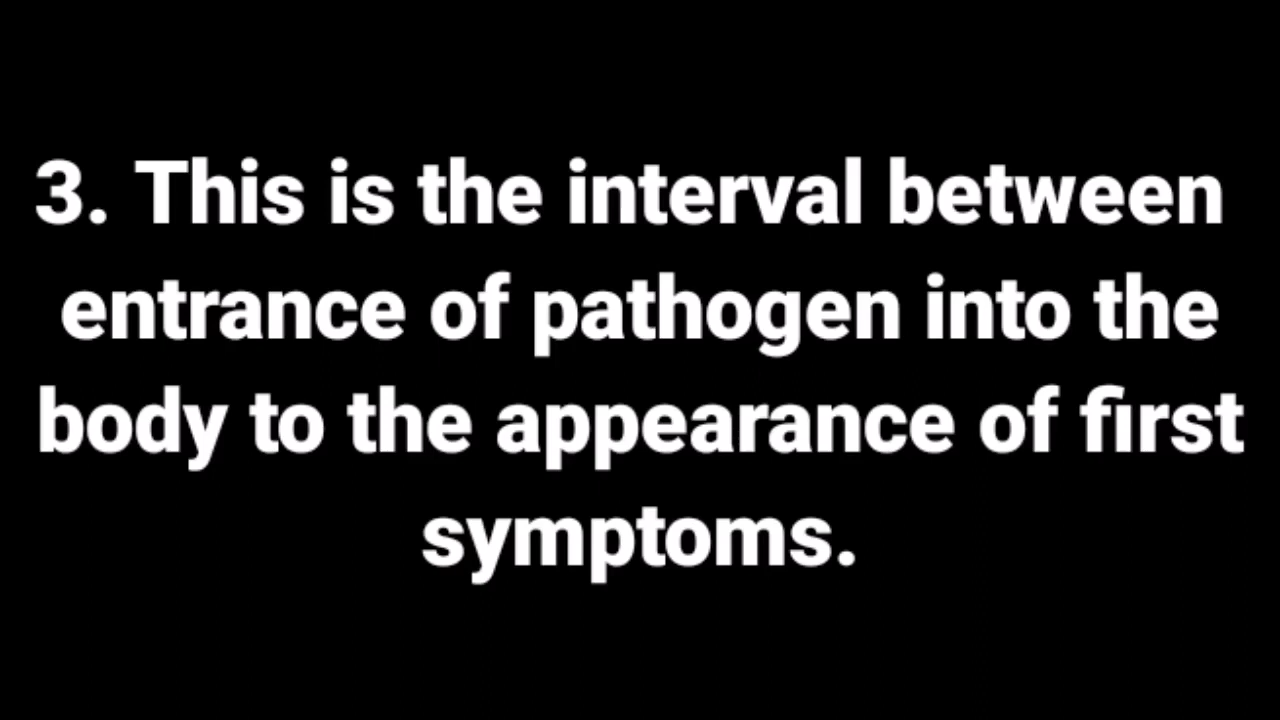 3. This is the interval between
entrance of pathogen into the
body to the appearance of first
symptoms.